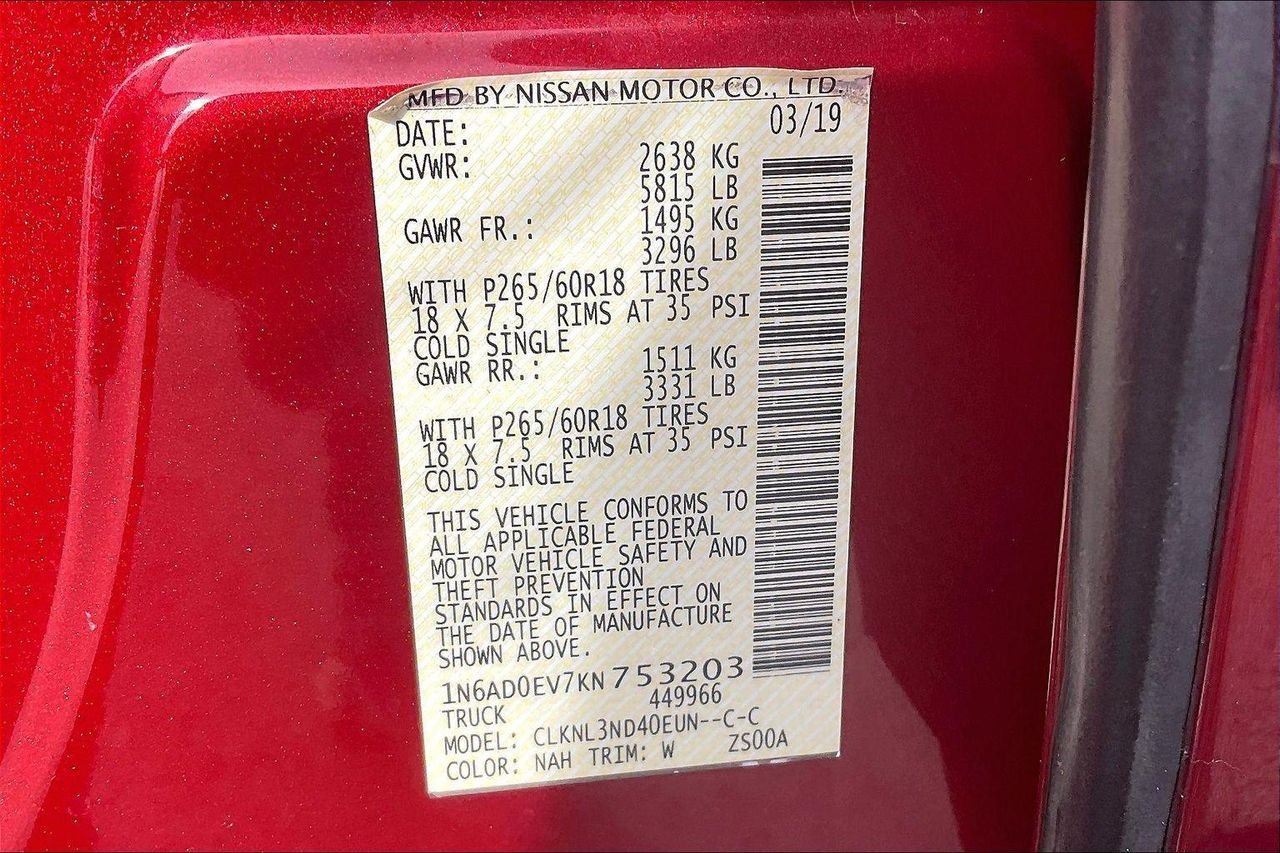 MFD BY NISSAN MOTOR CO., LTD.
DATE: 03/19
GVWR: 2638 KG
5815 LB
GAWR FR.: 1495 KG
3296 LB
WITH P265/60R18 TIRES
18 X 7.5 RIMS AT 35 PSI
COLD SINGLE
GAWR RR.: 1511 KG
3331 LB
WITH P265/60R18 TIRES
18 X 7.5 RIMS AT 35 PSI
COLD SINGLE
THIS VEHICLE CONFORMS TO
ALL APPLICABLE FEDERAL
MOTOR VEHICLE SAFETY AND
THEFT PREVENTION
STANDARDS IN EFFECT ON
THE DATE OF MANUFACTURE
SHOWN ABOVE.
1N6AD0EV7KN753203
TRUCK 449966
MODEL: CLKNL3ND40EUN--C-C
COLOR: NAH TRIM: W ZS00A